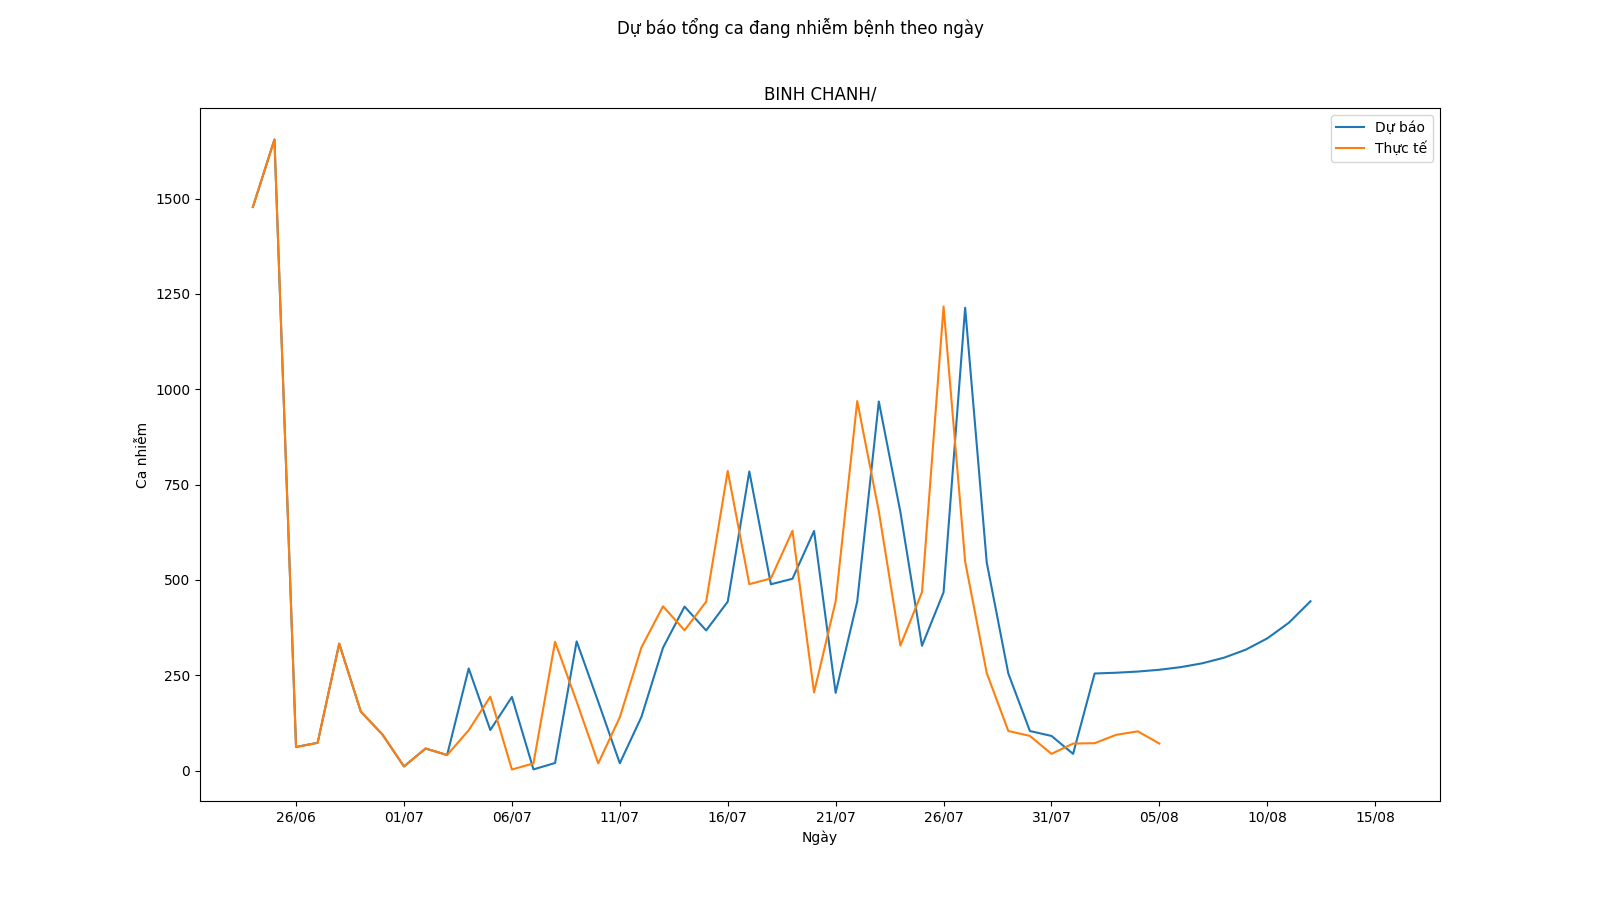 Dự báo tổng ca đang nhiễm bệnh theo ngày
BINH CHANH/
Dự báo
Thực tế
1500
1250
1000
750
500
250
0
Ca nhiễm
26/06 01/07 06/07 11/07 16/07 21/07 26/07 31/07 05/08 10/08 15/08
Ngày